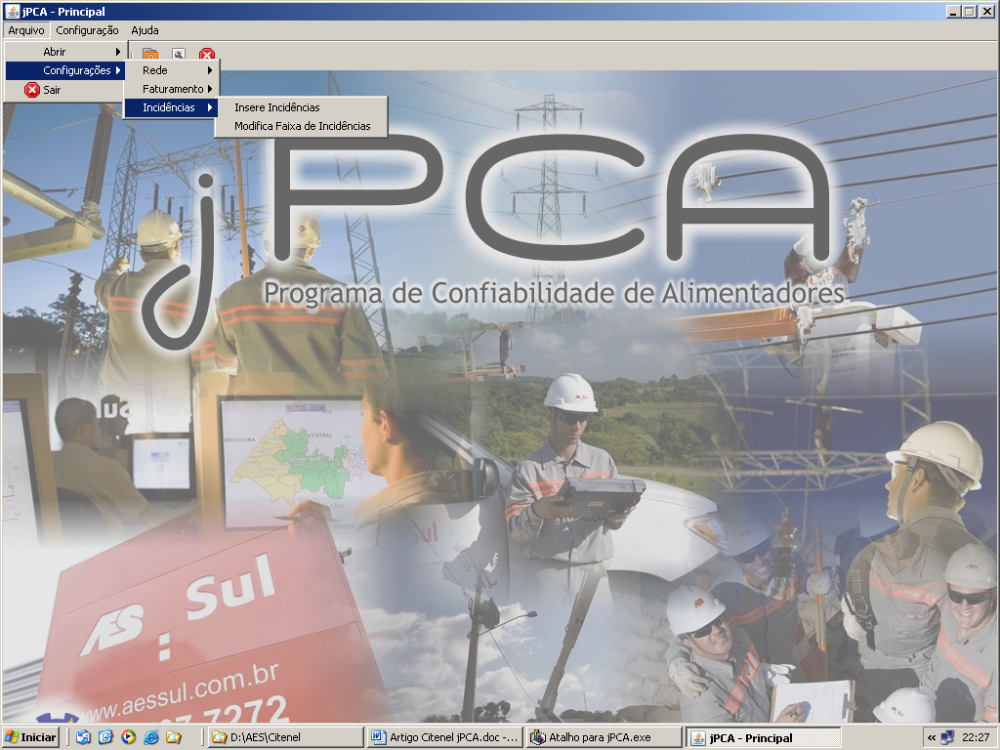 jPCA - Principal
Arquivo Configuração Ajuda
Abrir
Configurações
Sair
Rede
Faturamento
Incidências
Insere Incidências
Modifica Faixa de Incidências
jPCA
Programa de Confiabilidade de Alimentadores
FRONTEIRA
CENTRAL
AES Sul
Sul
www.aessul.com.br
7272
Iniciar
D:\AES\Citenel
Artigo Citenel jPCA.doc -...
Atalho para jPCA.exe
jPCA - Principal
« 22:27